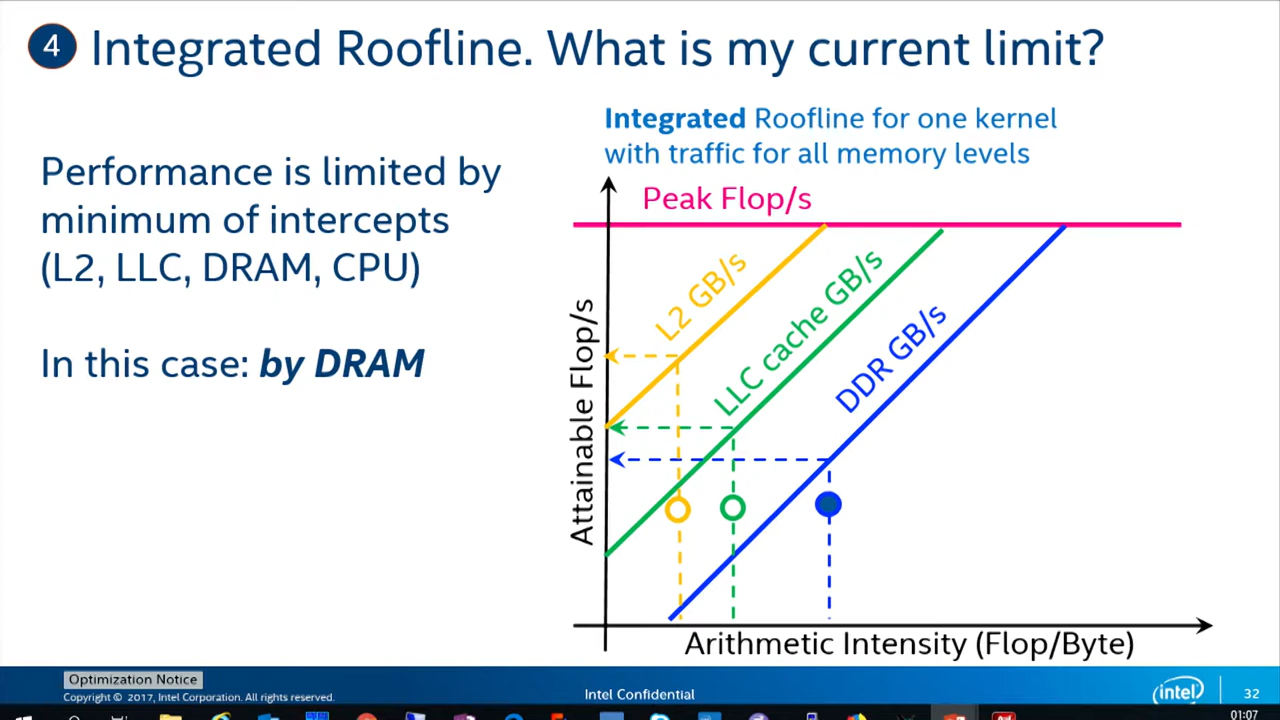 4 Integrated Roofline. What is my current limit?
Performance is limited by
minimum of intercepts
(L2, LLC, DRAM, CPU)
In this case: by DRAM
Integrated Roofline for one kernel
with traffic for all memory levels
Peak Flop/s
L2 GB/s
LLC cache GB/s
DDR GB/s
Attainable Flop/s
Arithmetic Intensity (Flop/Byte)
Optimization Notice
Copyright © 2017, Intel Corporation. All rights reserved.
Intel Confidential
intel
32
01:07